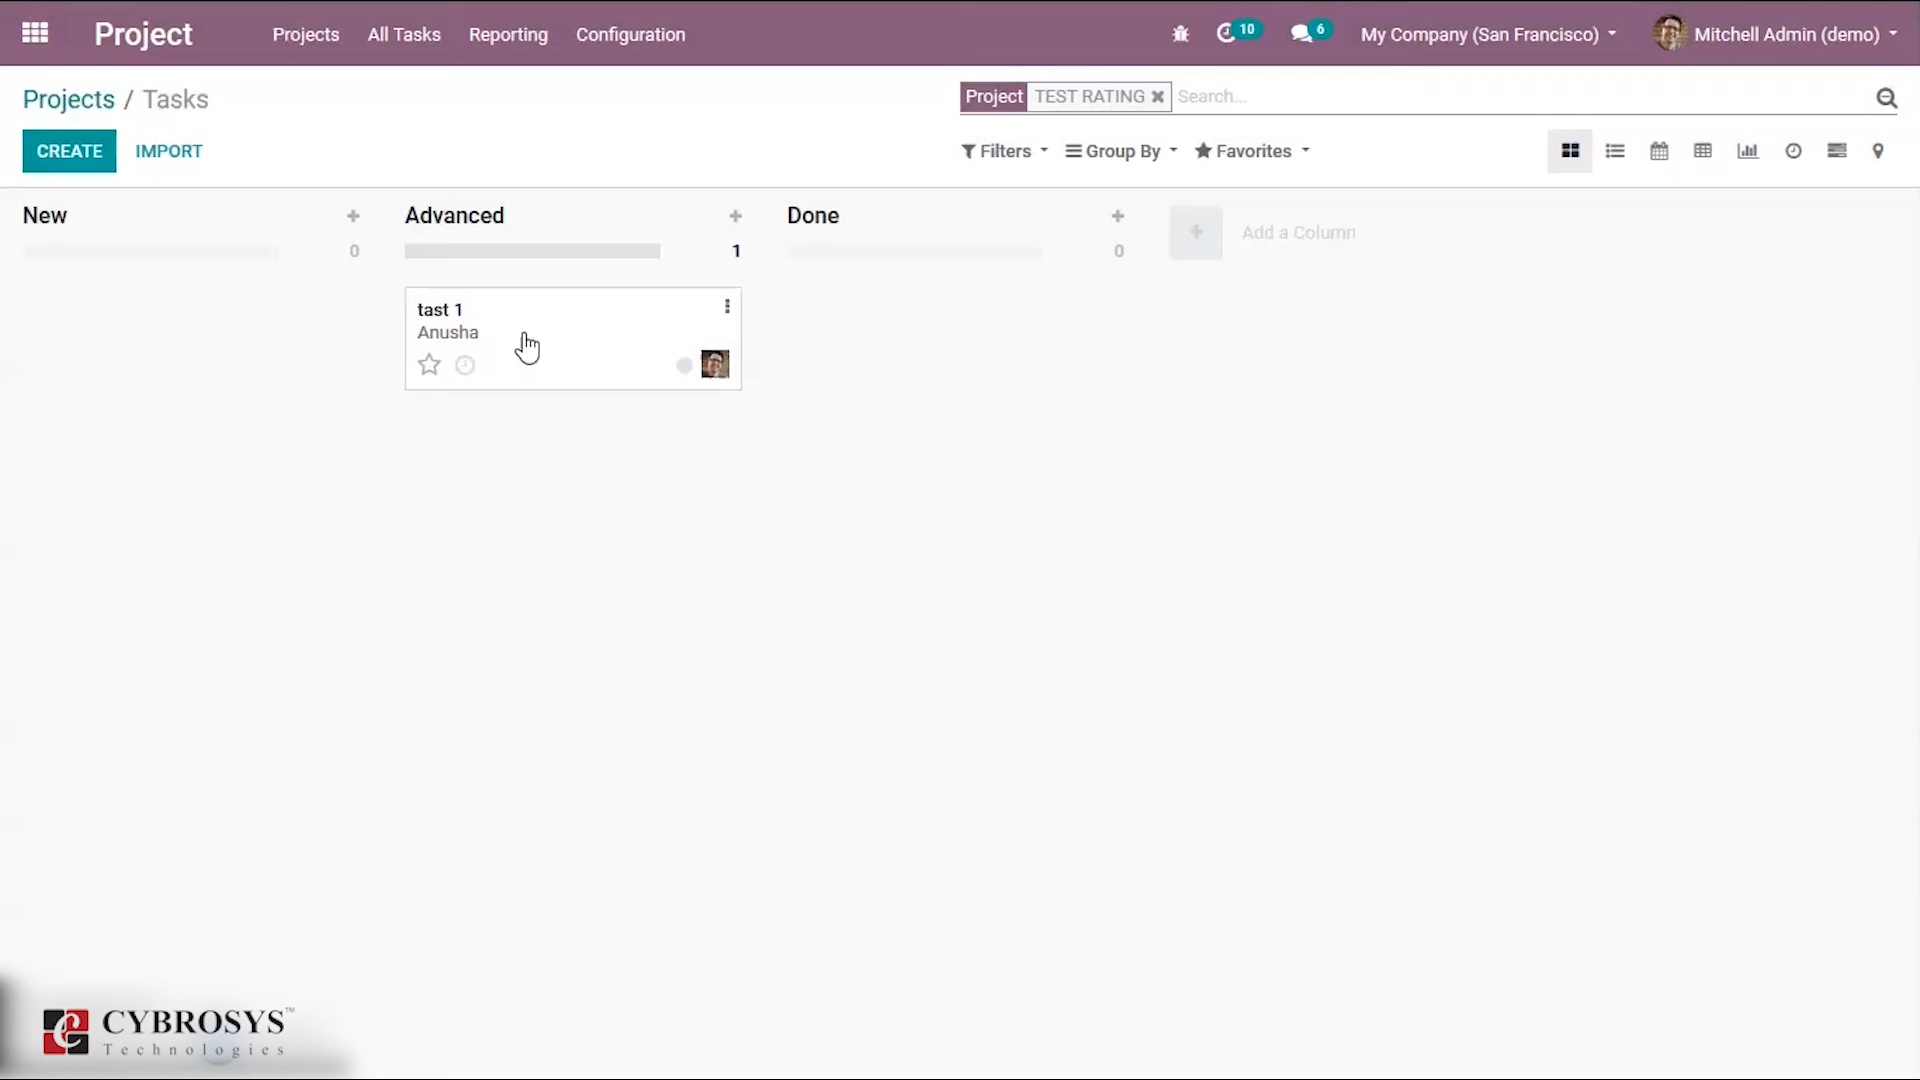 Project
Projects
All Tasks
Reporting
Configuration
10
6
My Company (San Francisco)
Mitchell Admin (demo)
Projects / Tasks
Project TEST RATING
Search...
CREATE
IMPORT
Filters
Group By
Favorites
New
0
Advanced
1
Done
0
Add a Column
tast 1
Anusha
CYBROSYS™
Technologies